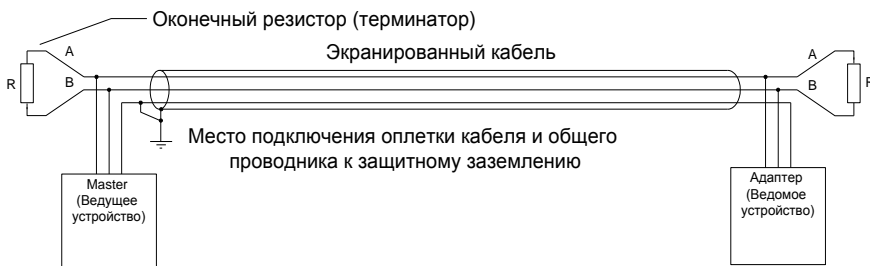 Оконечный резистор (терминатор)
Экранированный кабель
A
B
R
A
B
R
Место подключения оплетки кабеля и общего
проводника к защитному заземлению
Master
(Ведущее
устройство)
Адаптер
(Ведомое
устройство)